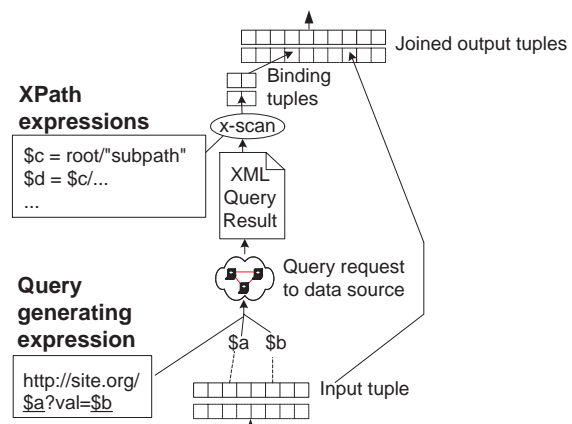 Joined output tuples
Binding
tuples
XPath
expressions
x-scan
$c = root/"subpath"
$d = $c/...
...
XML
Query
Result
Query request
to data source
Query
generating
expression
$a $b
http://site.org/
$a?val=$b
Input tuple